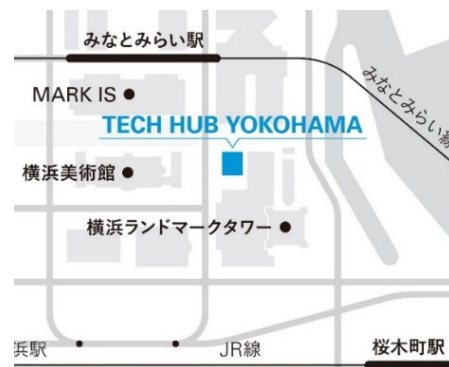 みなとみらい駅
MARK IS
みなとみらい線
TECH HUB YOKOHAMA
横浜美術館
横浜ランドマークタワー
浜駅
JR線
桜木町駅